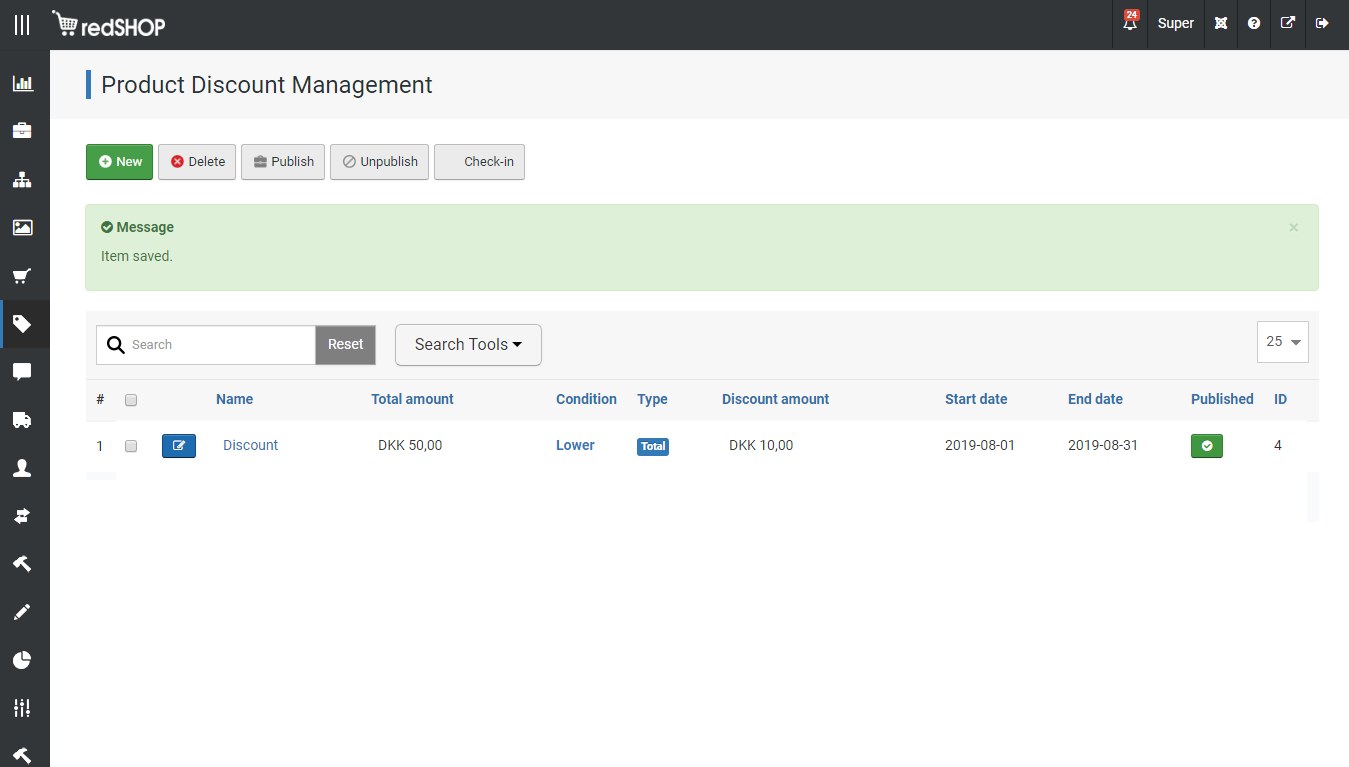 redSHOP
24
Super
Product Discount Management
New Delete Publish Unpublish Check-in
Message
×
Item saved.
Search Reset Search Tools 25
# Name Total amount Condition Type Discount amount Start date End date Published ID
1 Discount DKK 50,00 Lower Total DKK 10,00 2019-08-01 2019-08-31 4